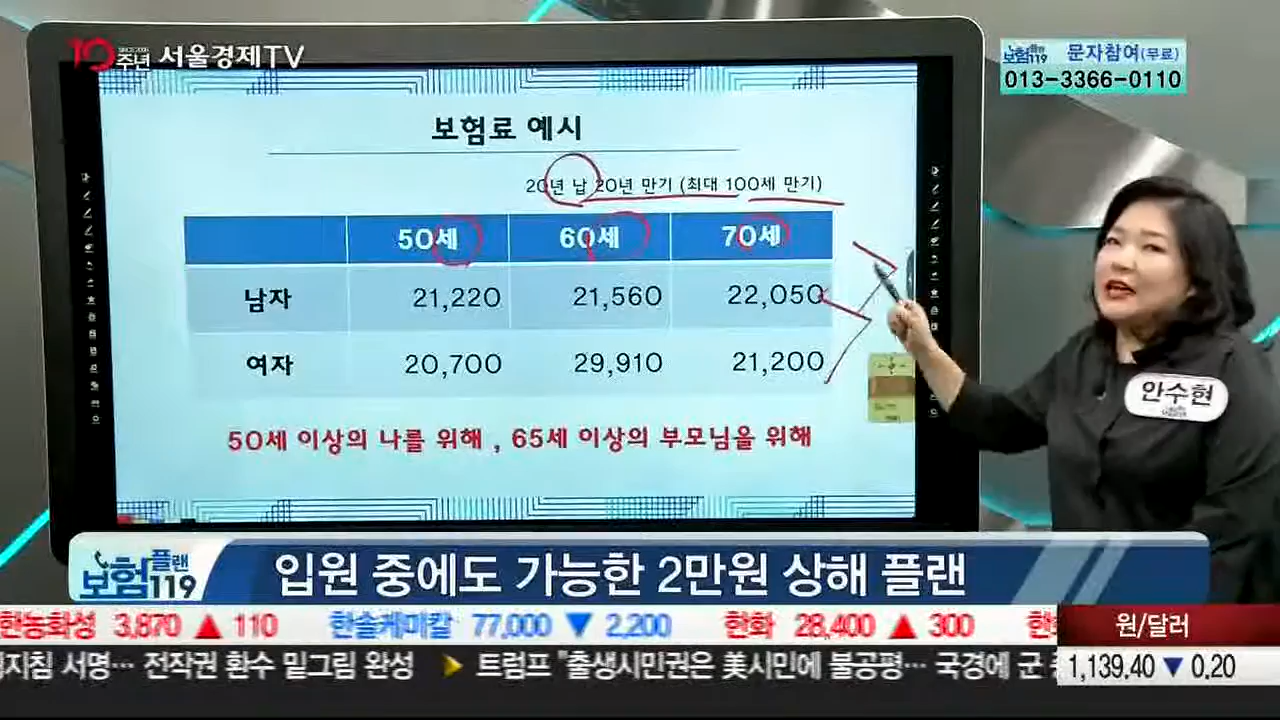 10주년 서울경제TV
SINCE 2008
보험플랜119 문자참여(무료)
013-3366-0110
보험료 예시
20년 납 20년 만기 (최대 100세 만기)
50세 60세 70세
남자 21,220 21,560 22,050
여자 20,700 29,910 21,200
50세 이상의 나를 위해 , 65세 이상의 부모님을 위해
안수현
보험플랜119 입원 중에도 가능한 2만원 상해 플랜
한농화성 3,870 ▲ 110 한솔케미칼 77,000 ▼ 2,200 한화 28,400 ▲ 300
원/달러
서명… 전작권 환수 밑그림 완성 트럼프 "출생시민권은 美시민에 불공평… 국경에 군
1,139.40 ▼ 0.20